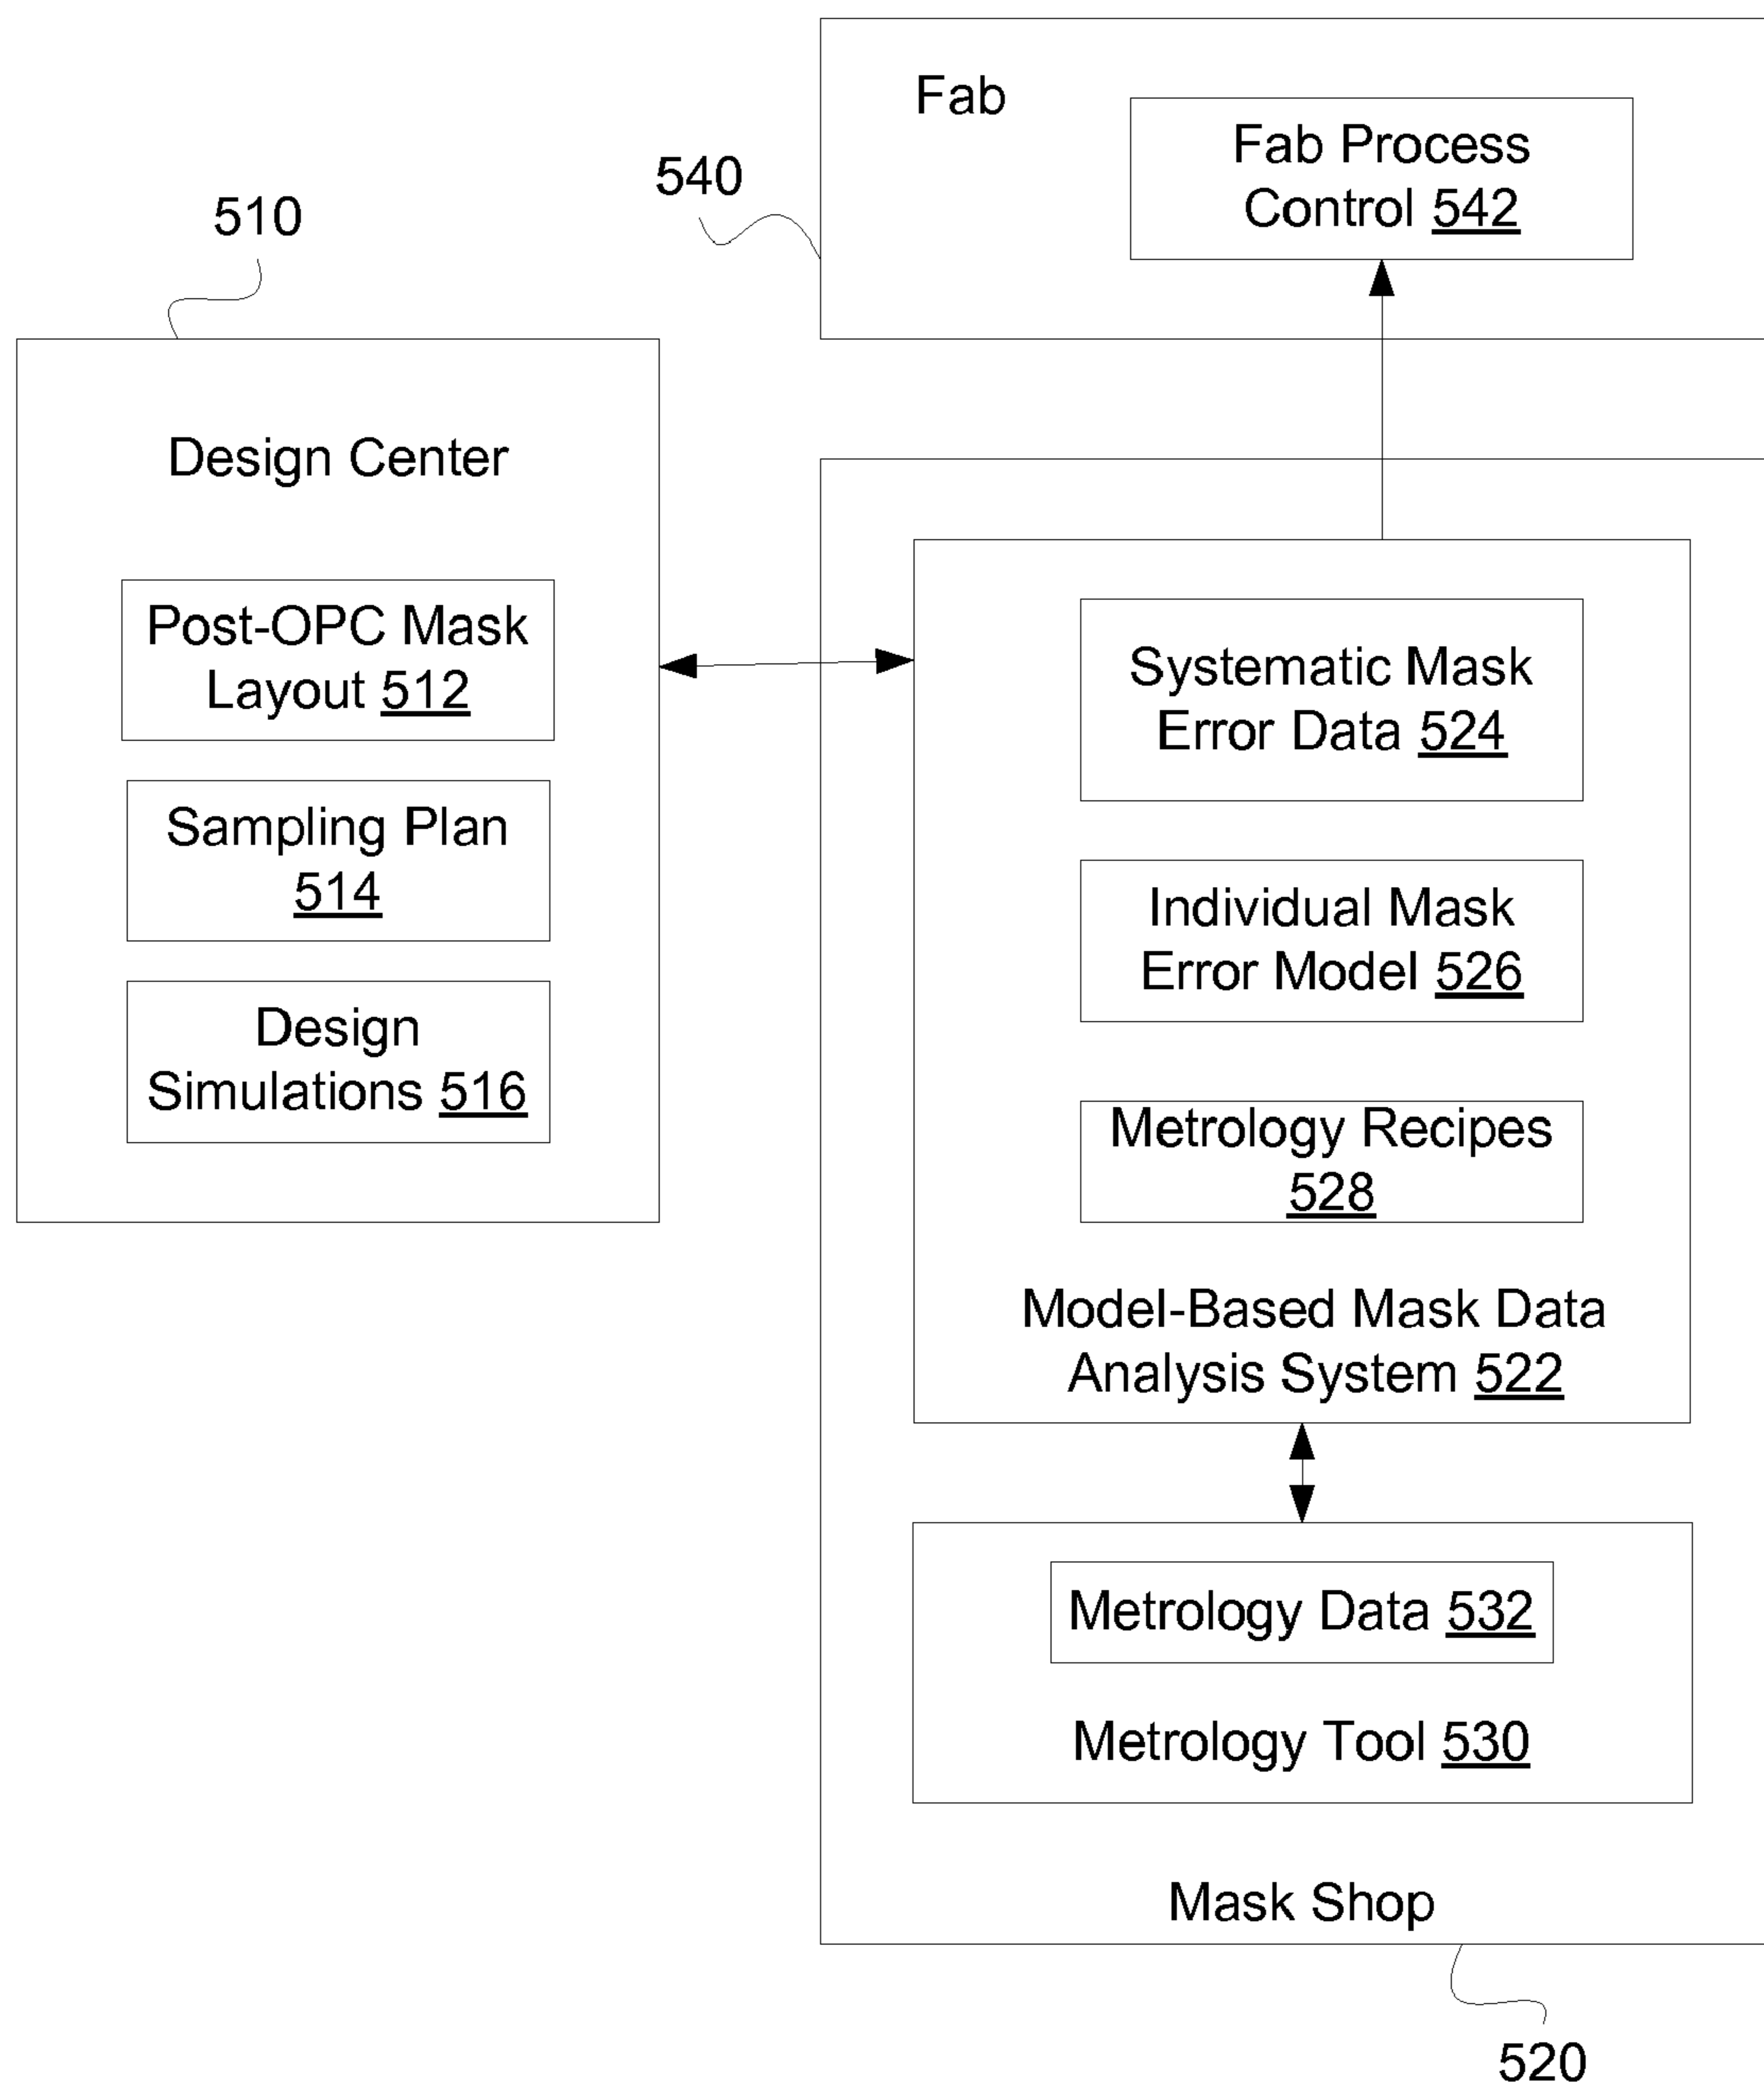 Fab
Fab Process
Control 542
540
510
Design Center
Post-OPC Mask
Layout 512
Sampling Plan
514
Design
Simulations 516
Systematic Mask
Error Data 524
Individual Mask
Error Model 526
Metrology Recipes
528
Model-Based Mask Data
Analysis System 522
Metrology Data 532
Metrology Tool 530
Mask Shop
520